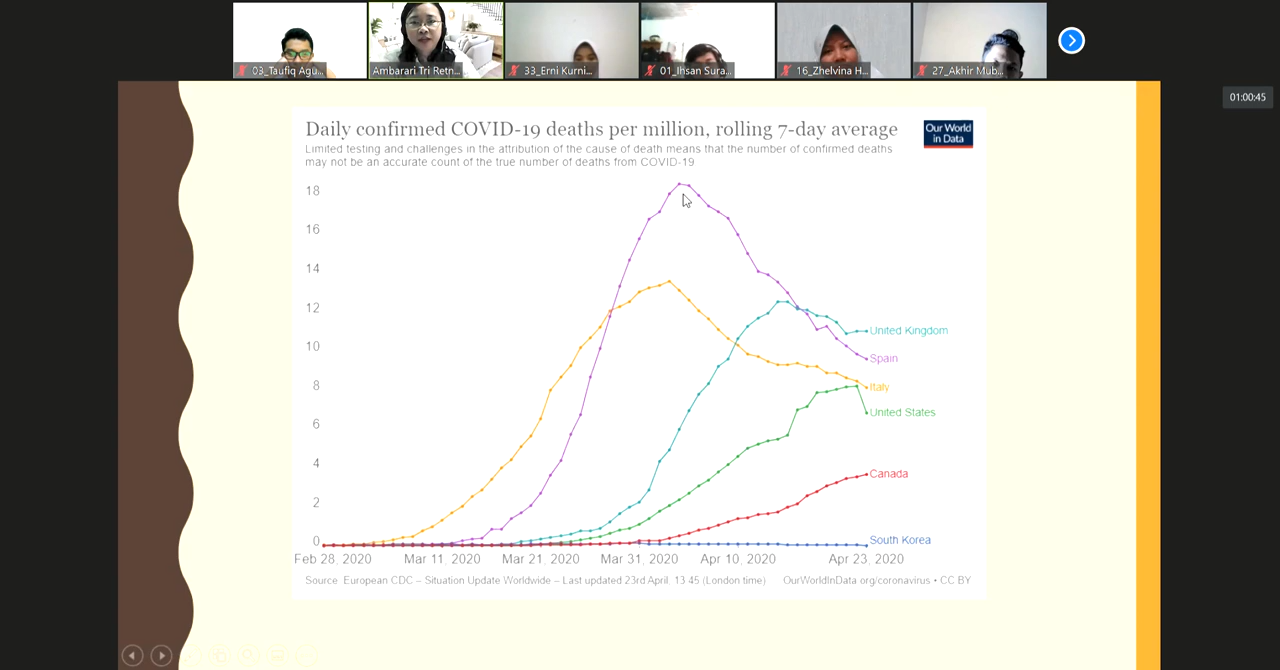 03_Taufiq Agu...
Ambarari Tri Retn...
33_Erni Kurni...
01_Ihsan Sura...
16_Zhelvina H...
27_Akhir Mub...
01:00:45
Daily confirmed COVID-19 deaths per million, rolling 7-day average
Our World
in Data
Limited testing and challenges in the attribution of the cause of death means that the number of confirmed deaths
may not be an accurate count of the true number of deaths from COVID-19
18
16
14
12
10
8
6
4
2
0
United Kingdom
Spain
Italy
United States
Canada
South Korea
Feb 28, 2020
Mar 11, 2020
Mar 21, 2020
Mar 31, 2020
Apr 10, 2020
Apr 23, 2020
Source European CDC – Situation Update Worldwide – Last updated 23rd April 13 45 (London time)
OurWorldInData org/coronavirus • CC BY